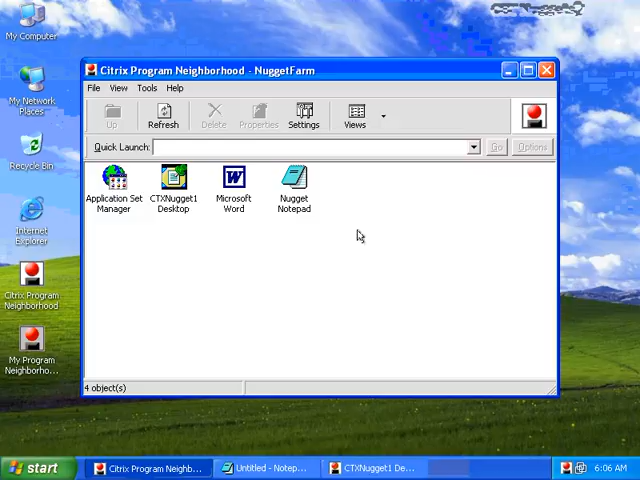 My Computer
My Network
Places
Recycle Bin
Internet
Explorer
Citrix Program
Neighborhood
My Program
Neighborho...
Citrix Program Neighborhood - NuggetFarm
File View Tools Help
Up Refresh Delete Properties Settings Views
Quick Launch: Go Options
Application Set
Manager
CTXNugget1
Desktop
Microsoft
Word
Nugget
Notepad
4 object(s)
start Citrix Program Neighb... Untitled - Notep... CTXNugget1 De... 6:06 AM